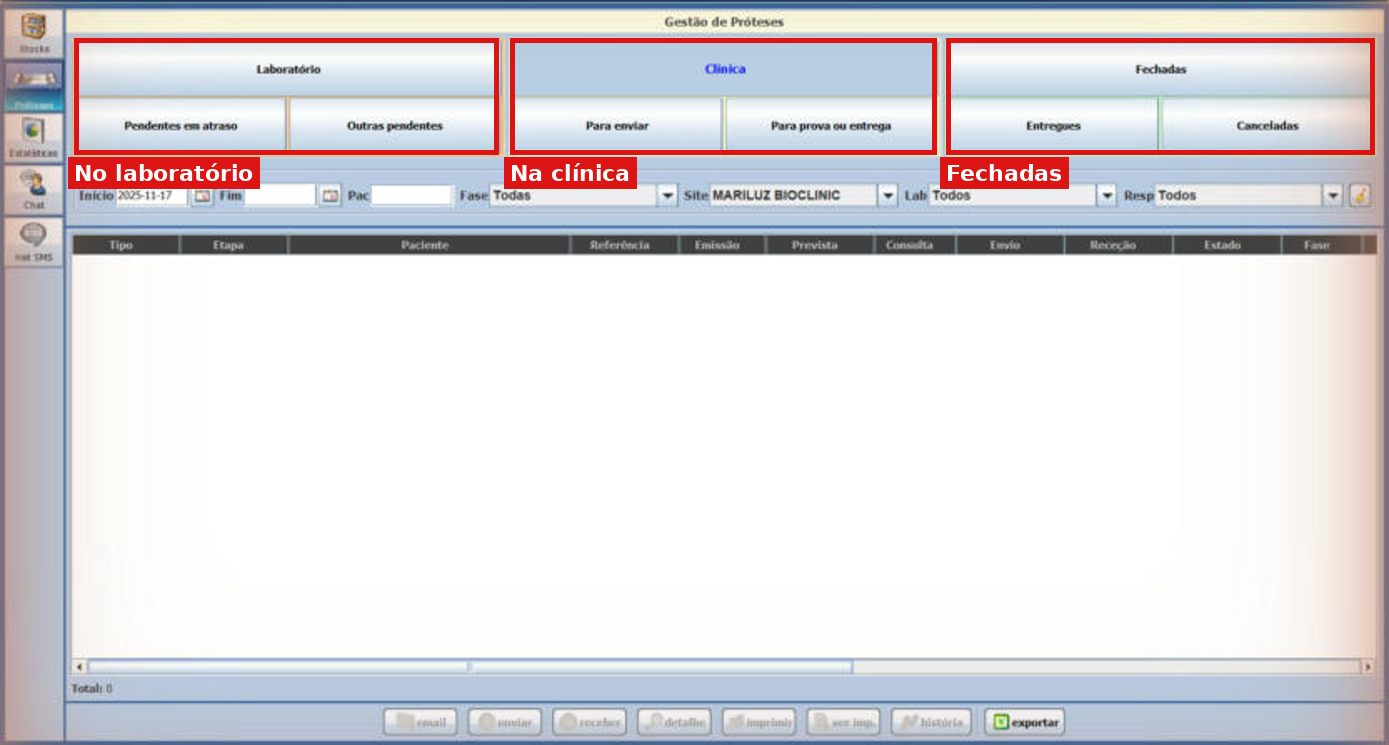 Gestão de Próteses
Stocks
Próteses
Estatísticas
Chat
Hist SMS
Laboratório
Clínica
Fechadas
Pendentes em atraso
Outras pendentes
Para enviar
Para prova ou entrega
Entregues
Canceladas
No laboratório
Na clínica
Fechadas
Início 2025-11-17 Fim Pac Fase Todas Site MARILUZ BIOCLINIC Lab Todos Resp Todos
Tipo Etapa Paciente Referência Emissão Prevista Consulta Envio Receção Estado Fase
Total: 0
email enviar receber detalhe imprimir ver imp. história exportar